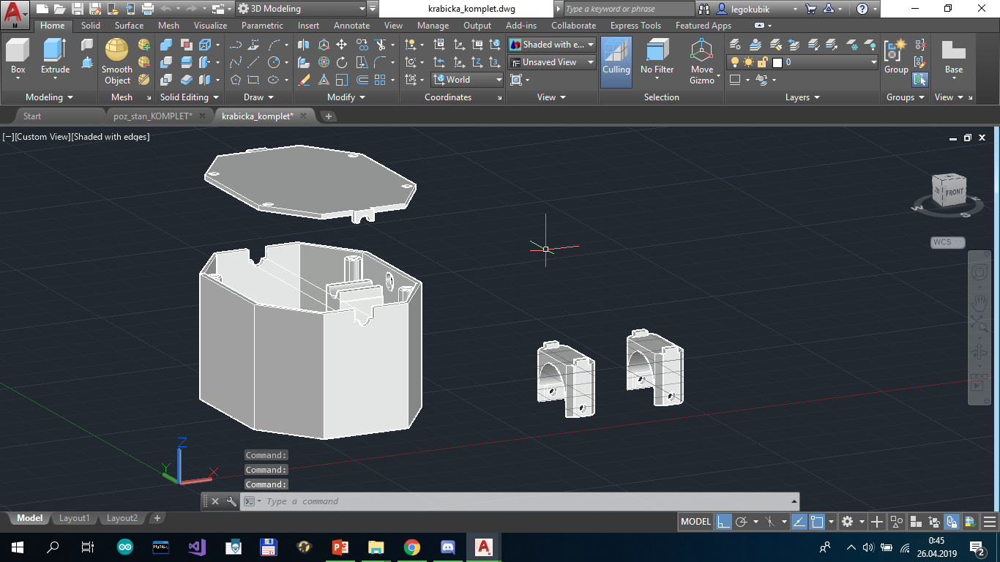 3D Modeling krabicka_komplet.dwg Type a keyword or phrase legokubik
M
Home Solid Surface Mesh Visualize Parametric Insert Annotate View Manage Output Add-ins Collaborate Express Tools Featured Apps
Box
Extrude
Smooth
Object
World
Shaded with e...
Unsaved View
Culling
No Filter
Move
Gizmo
0
Group
Base
Modeling
Mesh
Solid Editing
Draw
Modify
Coordinates
View
Selection
Layers
Groups
View
Start
poz_stan_KOMPLET*
krabicka_komplet*
[−][Custom View][Shaded with edges]
FRONT
W
S
WCS
Z
Y
X
Command:
Command:
Command:
Type a command
Model
Layout1
Layout2
MODEL
MySQL
0:45
26.04.2019
2